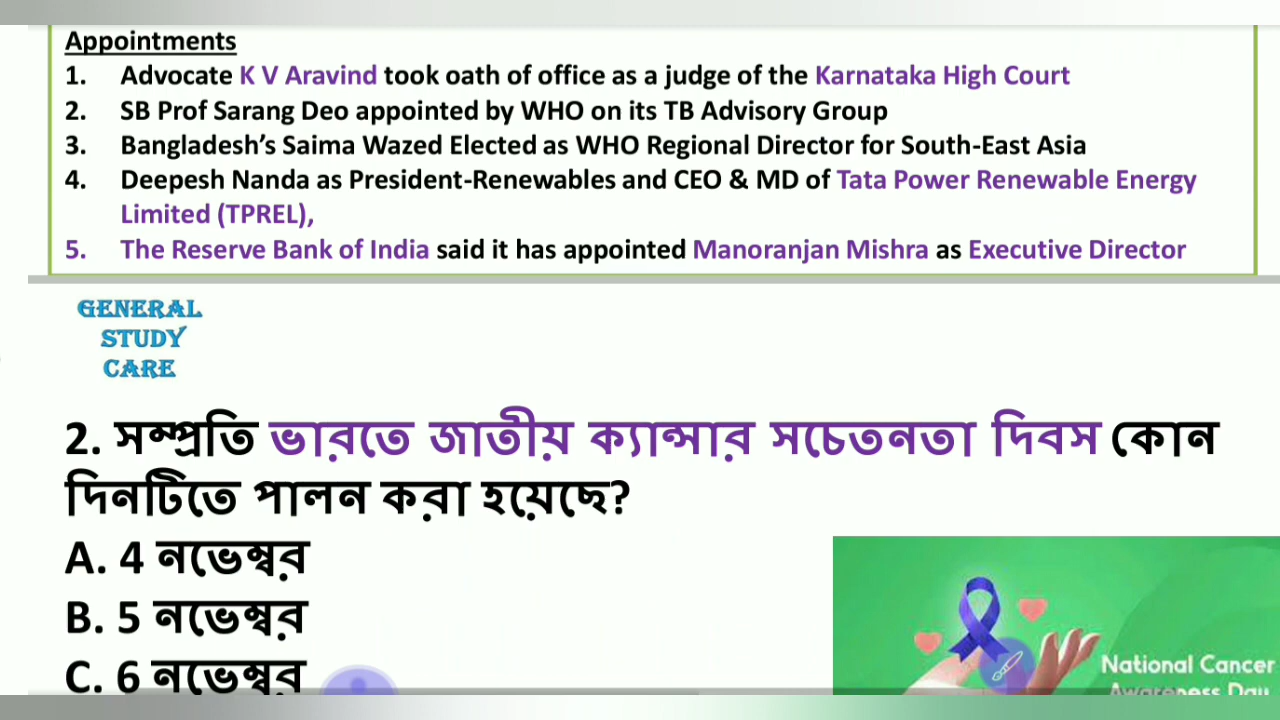 Appointments
1. Advocate K V Aravind took oath of office as a judge of the Karnataka High Court
2. SB Prof Sarang Deo appointed by WHO on its TB Advisory Group
3. Bangladesh’s Saima Wazed Elected as WHO Regional Director for South-East Asia
4. Deepesh Nanda as President-Renewables and CEO & MD of Tata Power Renewable Energy
Limited (TPREL),
5. The Reserve Bank of India said it has appointed Manoranjan Mishra as Executive Director
GENERAL
STUDY
CARE
2. সম্প্রতি ভারতে জাতীয় ক্যান্সার সচেতনতা দিবস কোন
দিনটিতে পালন করা হয়েছে?
A. 4 নভেম্বর
B. 5 নভেম্বর
C. 6 নভেম্বর
National Cancer
Awareness Day